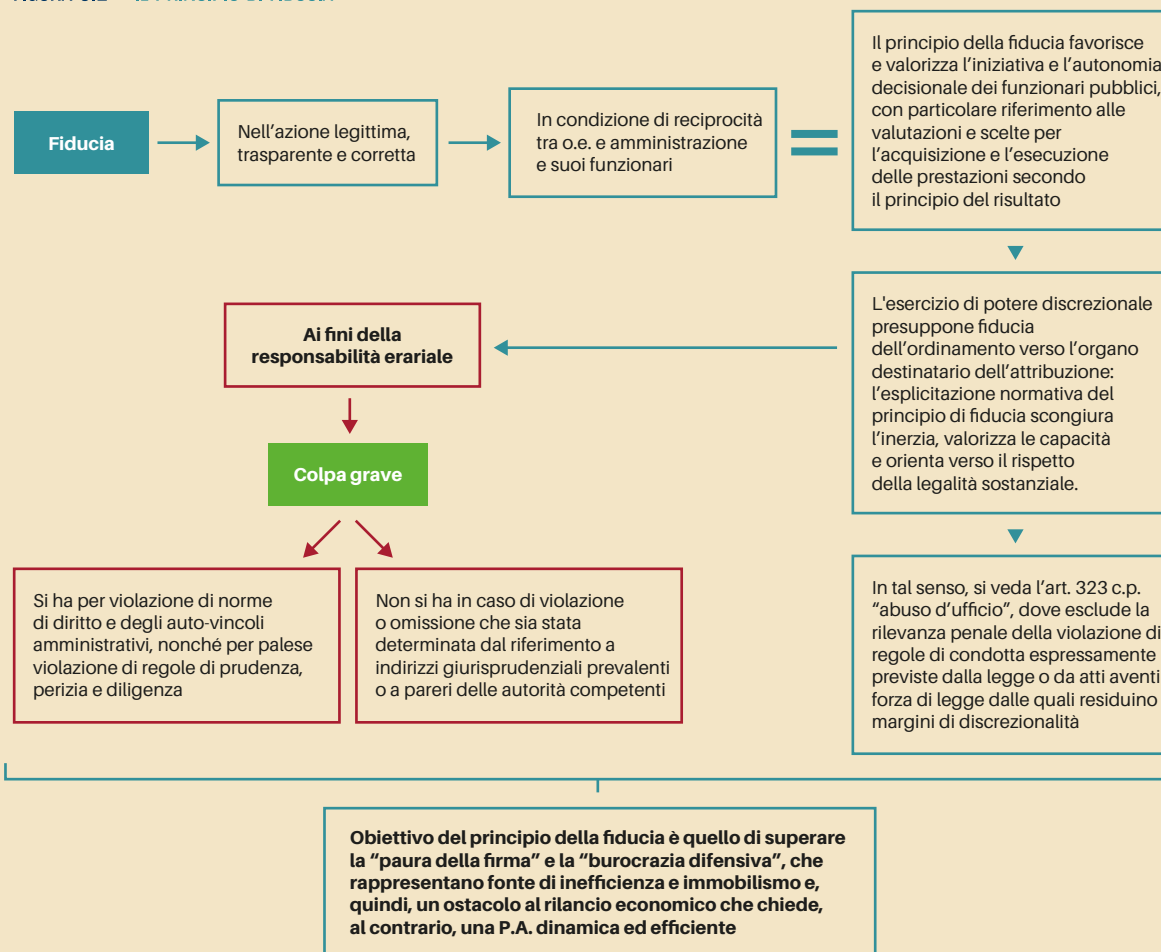 Fiducia
Nell'azione legittima,
trasparente e corretta
In condizione di reciprocità
tra o.e. e amministrazione
e suoi funzionari
Il principio della fiducia favorisce
e valorizza l'iniziativa e l'autonomia
decisionale dei funzionari pubblici,
con particolare riferimento alle
valutazioni e scelte per
l'acquisizione e l'esecuzione
delle prestazioni secondo
il principio del risultato
L'esercizio di potere discrezionale
presuppone fiducia
dell'ordinamento verso l'organo
destinatario dell'attribuzione:
l'esplicitazione normativa del
principio di fiducia scongiura
l'inerzia, valorizza le capacità
e orienta verso il rispetto
della legalità sostanziale.
Ai fini della
responsabilità erariale
Colpa grave
Si ha per violazione di norme
di diritto e degli auto-vincoli
amministrativi, nonché per palese
violazione di regole di prudenza,
perizia e diligenza
Non si ha in caso di violazione
o omissione che sia stata
determinata dal riferimento a
indirizzi giurisprudenziali prevalenti
o a pareri delle autorità competenti
In tal senso, si veda l'art. 323 c.p.
"abuso d'ufficio", dove esclude la
rilevanza penale della violazione di
regole di condotta espressamente
previste dalla legge o da atti aventi
forza di legge dalle quali residuino
margini di discrezionalità
Obiettivo del principio della fiducia è quello di superare
la "paura della firma" e la "burocrazia difensiva", che
rappresentano fonte di inefficienza e immobilismo e,
quindi, un ostacolo al rilancio economico che chiede,
al contrario, una P.A. dinamica ed efficiente